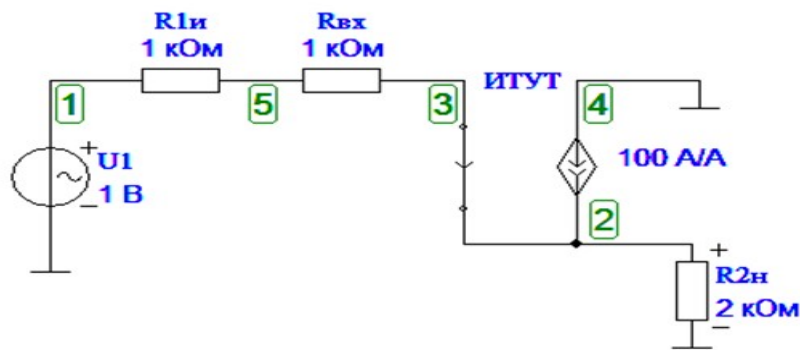 R1и
1 кОм
Rвх
1 кОм
1
5
3
ИТУТ
4
100 A/A
+
U1
1 В
−
2
+
R2н
2 кОм
−